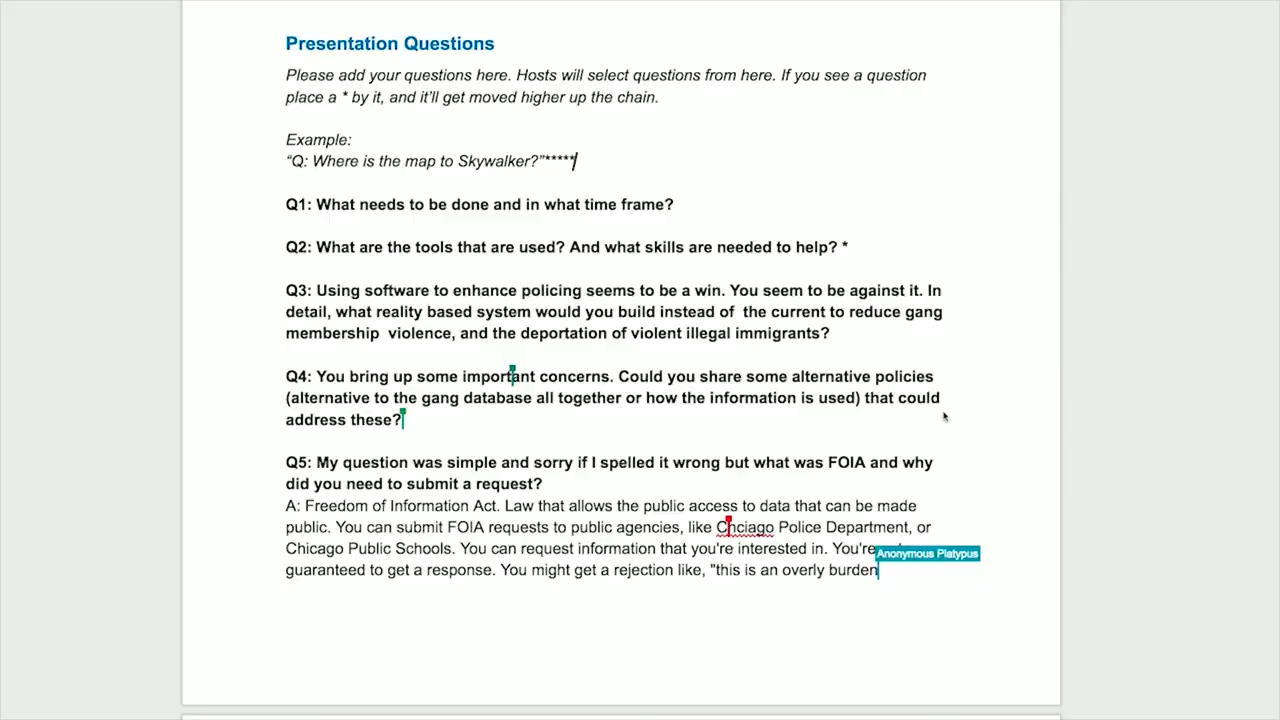 Presentation Questions
Please add your questions here. Hosts will select questions from here. If you see a question
place a * by it, and it'll get moved higher up the chain.
Example:
“Q: Where is the map to Skywalker?”*****
Q1: What needs to be done and in what time frame?
Q2: What are the tools that are used? And what skills are needed to help? *
Q3: Using software to enhance policing seems to be a win. You seem to be against it. In
detail, what reality based system would you build instead of  the current to reduce gang
membership  violence, and the deportation of violent illegal immigrants?
Q4: You bring up some important concerns. Could you share some alternative policies
(alternative to the gang database all together or how the information is used) that could
address these?
Q5: My question was simple and sorry if I spelled it wrong but what was FOIA and why
did you need to submit a request?
A: Freedom of Information Act. Law that allows the public access to data that can be made
public. You can submit FOIA requests to public agencies, like Chciago Police Department, or
Chicago Public Schools. You can request information that you're interested in. You're
Anonymous Platypus
guaranteed to get a response. You might get a rejection like, "this is an overly burden